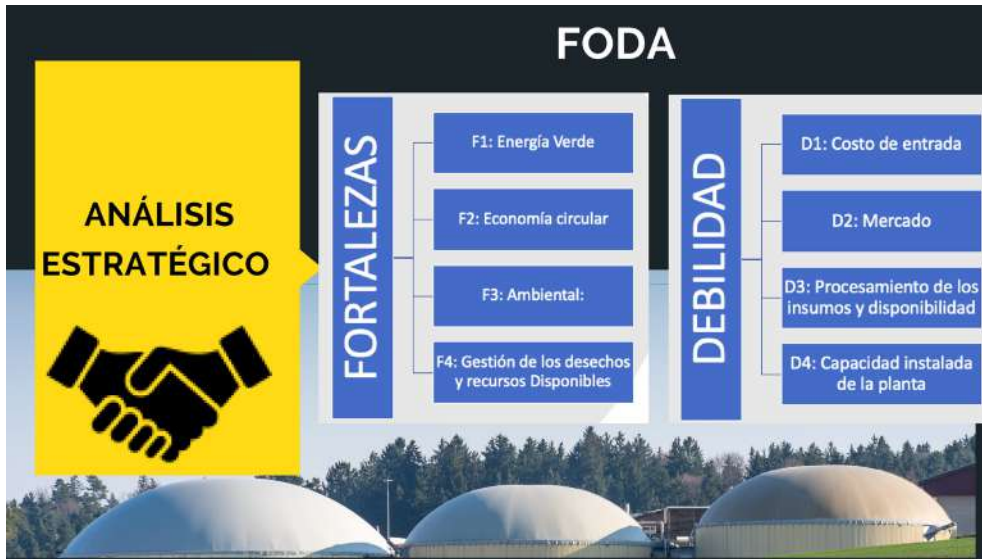 FODA
ANÁLISIS
ESTRATÉGICO
FORTALEZAS
F1: Energía Verde
F2: Economía circular
F3: Ambiental:
F4: Gestión de los desechos
y recursos Disponibles
DEBILIDAD
D1: Costo de entrada
D2: Mercado
D3: Procesamiento de los
insumos y disponibilidad
D4: Capacidad instalada
de la planta